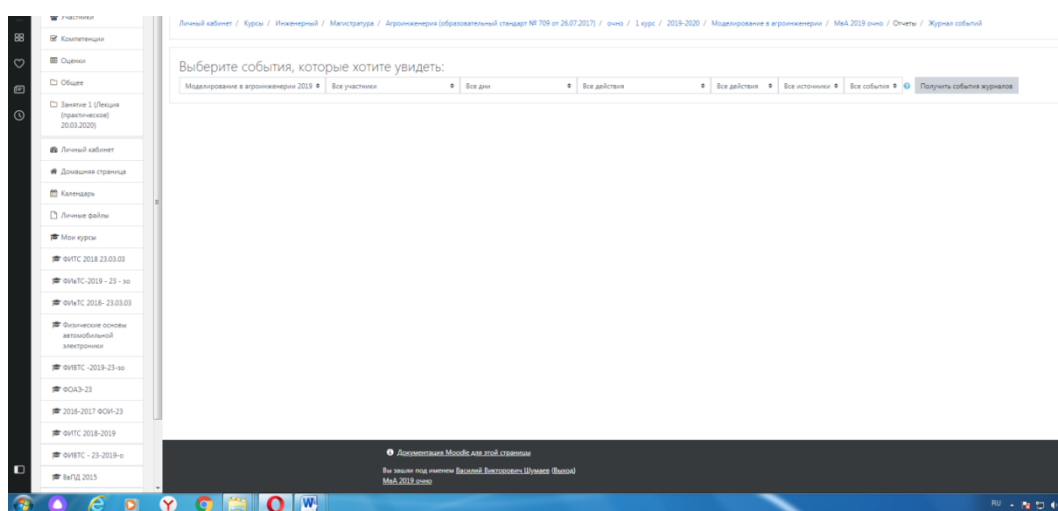 Участники
Личный кабинет / Курсы / Инженерный / Магистратура / Агроинженерия (образовательный стандарт № 709 от 26.07.2017) / очно / 1 курс / 2019-2020 / Моделирование в агроинженерии / МвА 2019 очно / Отчеты / Журнал событий
Компетенции
Оценки
Общее
Занятие 1 (Лекция
(практическое)
20.03.2020)
Выберите события, которые хотите увидеть:
Моделирование в агроинженерии 2019 Все участники Все дни Все действия Все действия Все источники Все события Получить события журналов
Личный кабинет
Домашняя страница
Календарь
Личные файлы
Мои курсы
ФИТС 2018 23.03.03
ФИвТС-2019 - 23 - зо
ФИвТС 2018- 23.03.03
Физические основы
автомобильной
электроники
ФИВТС -2019-23-зо
ФОАЭ-23
2016-2017 ФОИ-23
ФИТС 2018-2019
ФИВТС - 23-2019-о
ВвПД 2015
Документация Moodle для этой страницы
Вы зашли под именем Василий Викторович Шумаев (Выход)
МвА 2019 очно
RU